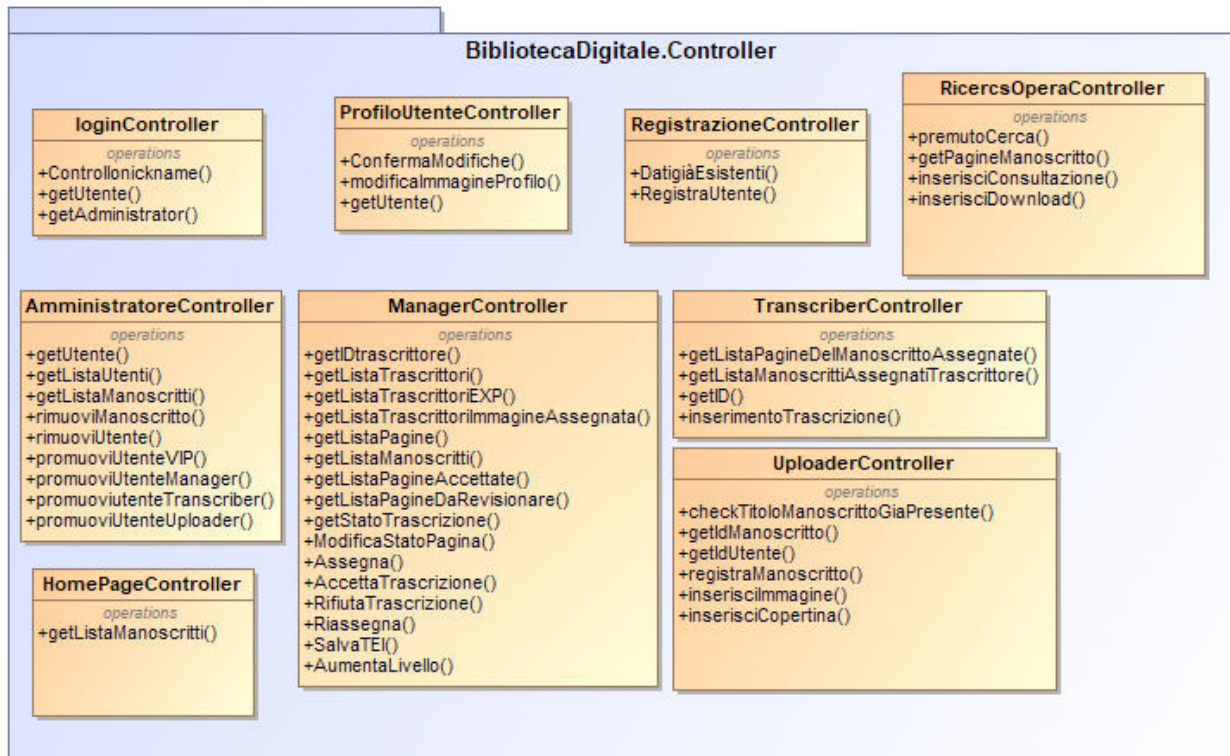 BibliotecaDigitale.Controller
loginController
operations
+Controllonickname()
+getUtente()
+getAdministrator()
ProfiloUtenteController
operations
+ConfermaModifiche()
+modificaImmagineProfilo()
+getUtente()
RegistrazioneController
operations
+DatigiàEsistenti()
+RegistraUtente()
RicercsOperaController
operations
+premutoCerca()
+getPagineManoscritto()
+inserisciConsultazione()
+inserisciDownload()
AmministratoreController
operations
+getUtente()
+getListaUtenti()
+getListaManoscritti()
+rimuoviManoscritto()
+rimuoviUtente()
+promuoviUtenteVIP()
+promuoviUtenteManager()
+promuoviutenteTranscriber()
+promuoviUtenteUploader()
ManagerController
operations
+getIDtrascrittore()
+getListaTrascrittori()
+getListaTrascrittoriEXP()
+getListaTrascrittoriImmagineAssegnata()
+getListaPagine()
+getListaManoscritti()
+getListaPagineAccettate()
+getListaPagineDaRevisionare()
+getStatoTrascrizione()
+ModificaStatoPagina()
+Assegna()
+AccettaTrascrizione()
+RifiutaTrascrizione()
+Riassegna()
+SalvaTEI()
+AumentaLivello()
TranscriberController
operations
+getListaPagineDelManoscrittoAssegnate()
+getListaManoscrittiAssegnatiTrascrittore()
+getID()
+inserimentoTrascrizione()
UploaderController
operations
+checkTitoloManoscrittoGiaPresente()
+getIdManoscritto()
+getIdUtente()
+registraManoscritto()
+inserisciImmagine()
+inserisciCopertina()
HomePageController
operations
+getListaManoscritti()